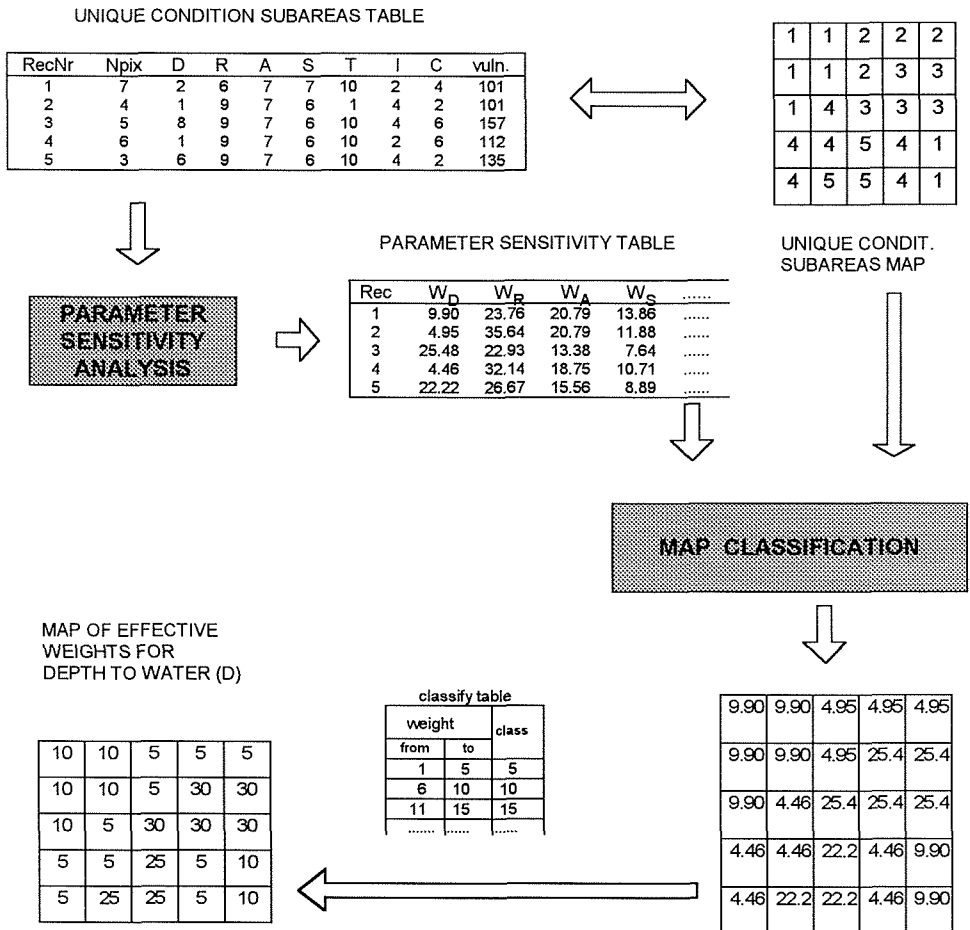 UNIQUE CONDITION SUBAREAS TABLE
RecNr Npix D R A S T I C vuln.
1 7 2 6 7 7 10 2 4 101
2 4 1 9 7 6 1 4 2 101
3 5 8 9 7 6 10 4 6 157
4 6 1 9 7 6 10 2 6 112
5 3 6 9 7 6 10 4 2 135
1 1 2 2 2
1 1 2 3 3
1 4 3 3 3
4 4 5 4 1
4 5 5 4 1
UNIQUE CONDIT.
SUBAREAS MAP
PARAMETER
SENSITIVITY
ANALYSIS
PARAMETER SENSITIVITY TABLE
Rec W_D W_R W_A W_S ......
1 9.90 23.76 20.79 13.86 ......
2 4.95 35.64 20.79 11.88 ......
3 25.48 22.93 13.38 7.64 ......
4 4.46 32.14 18.75 10.71 ......
5 22.22 26.67 15.56 8.89 ......
MAP CLASSIFICATION
MAP OF EFFECTIVE
WEIGHTS FOR
DEPTH TO WATER (D)
10 10 5 5 5
10 10 5 30 30
10 5 30 30 30
5 5 25 5 10
5 25 25 5 10
classify table
weight class
from to
1 5 5
6 10 10
11 15 15
....... ...... ......
9.90 9.90 4.95 4.95 4.95
9.90 9.90 4.95 25.4 25.4
9.90 4.46 25.4 25.4 25.4
4.46 4.46 22.2 4.46 9.90
4.46 22.2 22.2 4.46 9.90